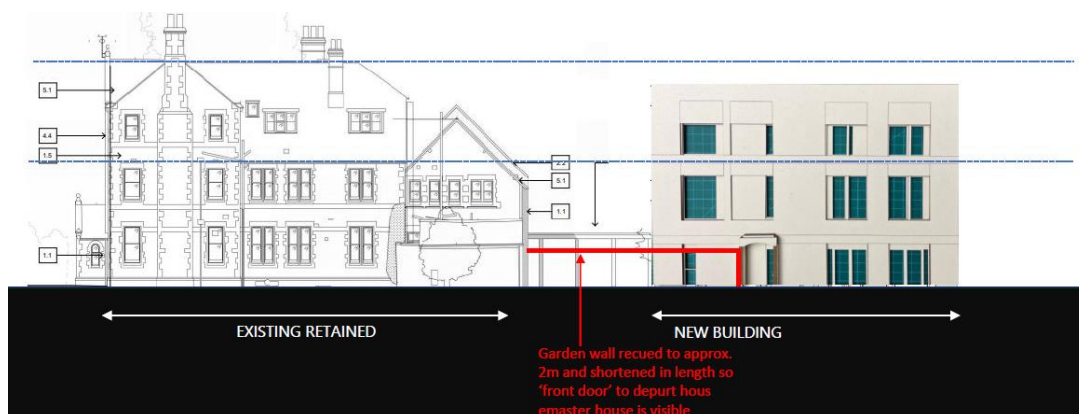 5.1
4.4
1.5
2.2
5.1
1.1
1.1
EXISTING RETAINED
NEW BUILDING
Garden wall recued to approx.
2m and shortened in length so
‘front door’ to depurt hous
emaster house is visible